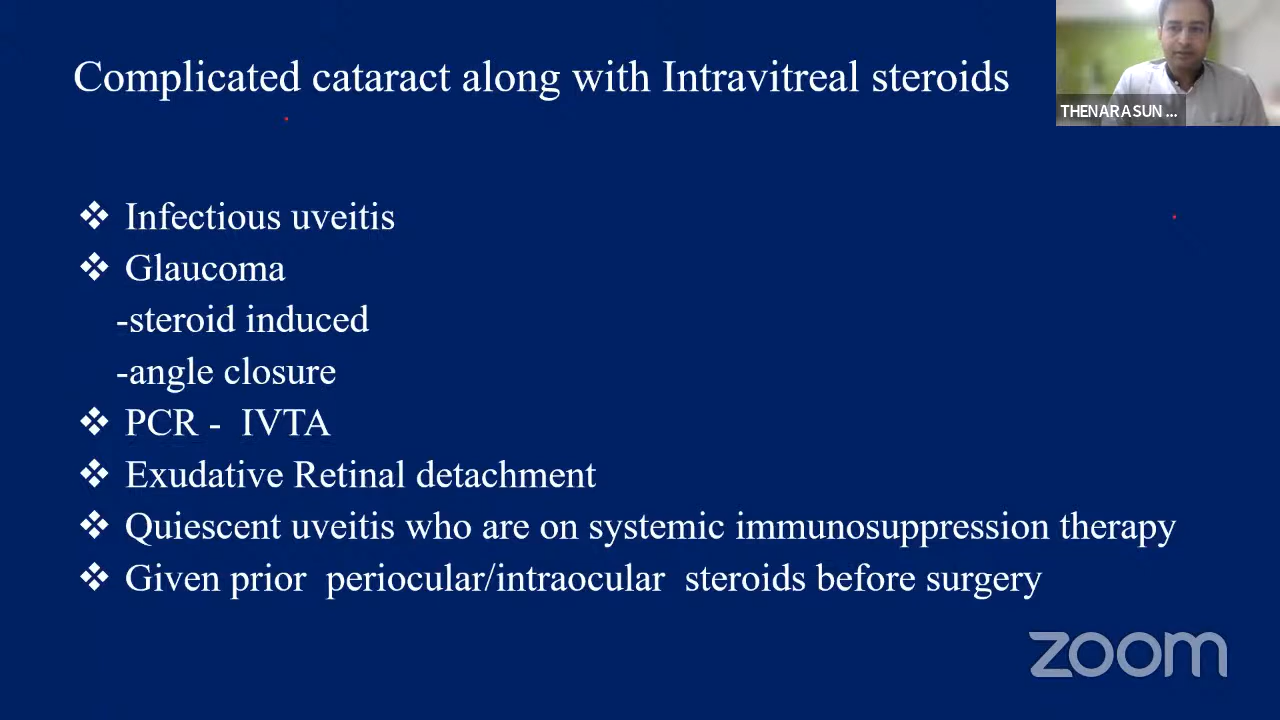 Complicated cataract along with Intravitreal steroids
THENARASUN ...
❖ Infectious uveitis
❖ Glaucoma
-steroid induced
-angle closure
❖ PCR - IVTA
❖ Exudative Retinal detachment
❖ Quiescent uveitis who are on systemic immunosuppression therapy
❖ Given prior periocular/intraocular steroids before surgery
zoom